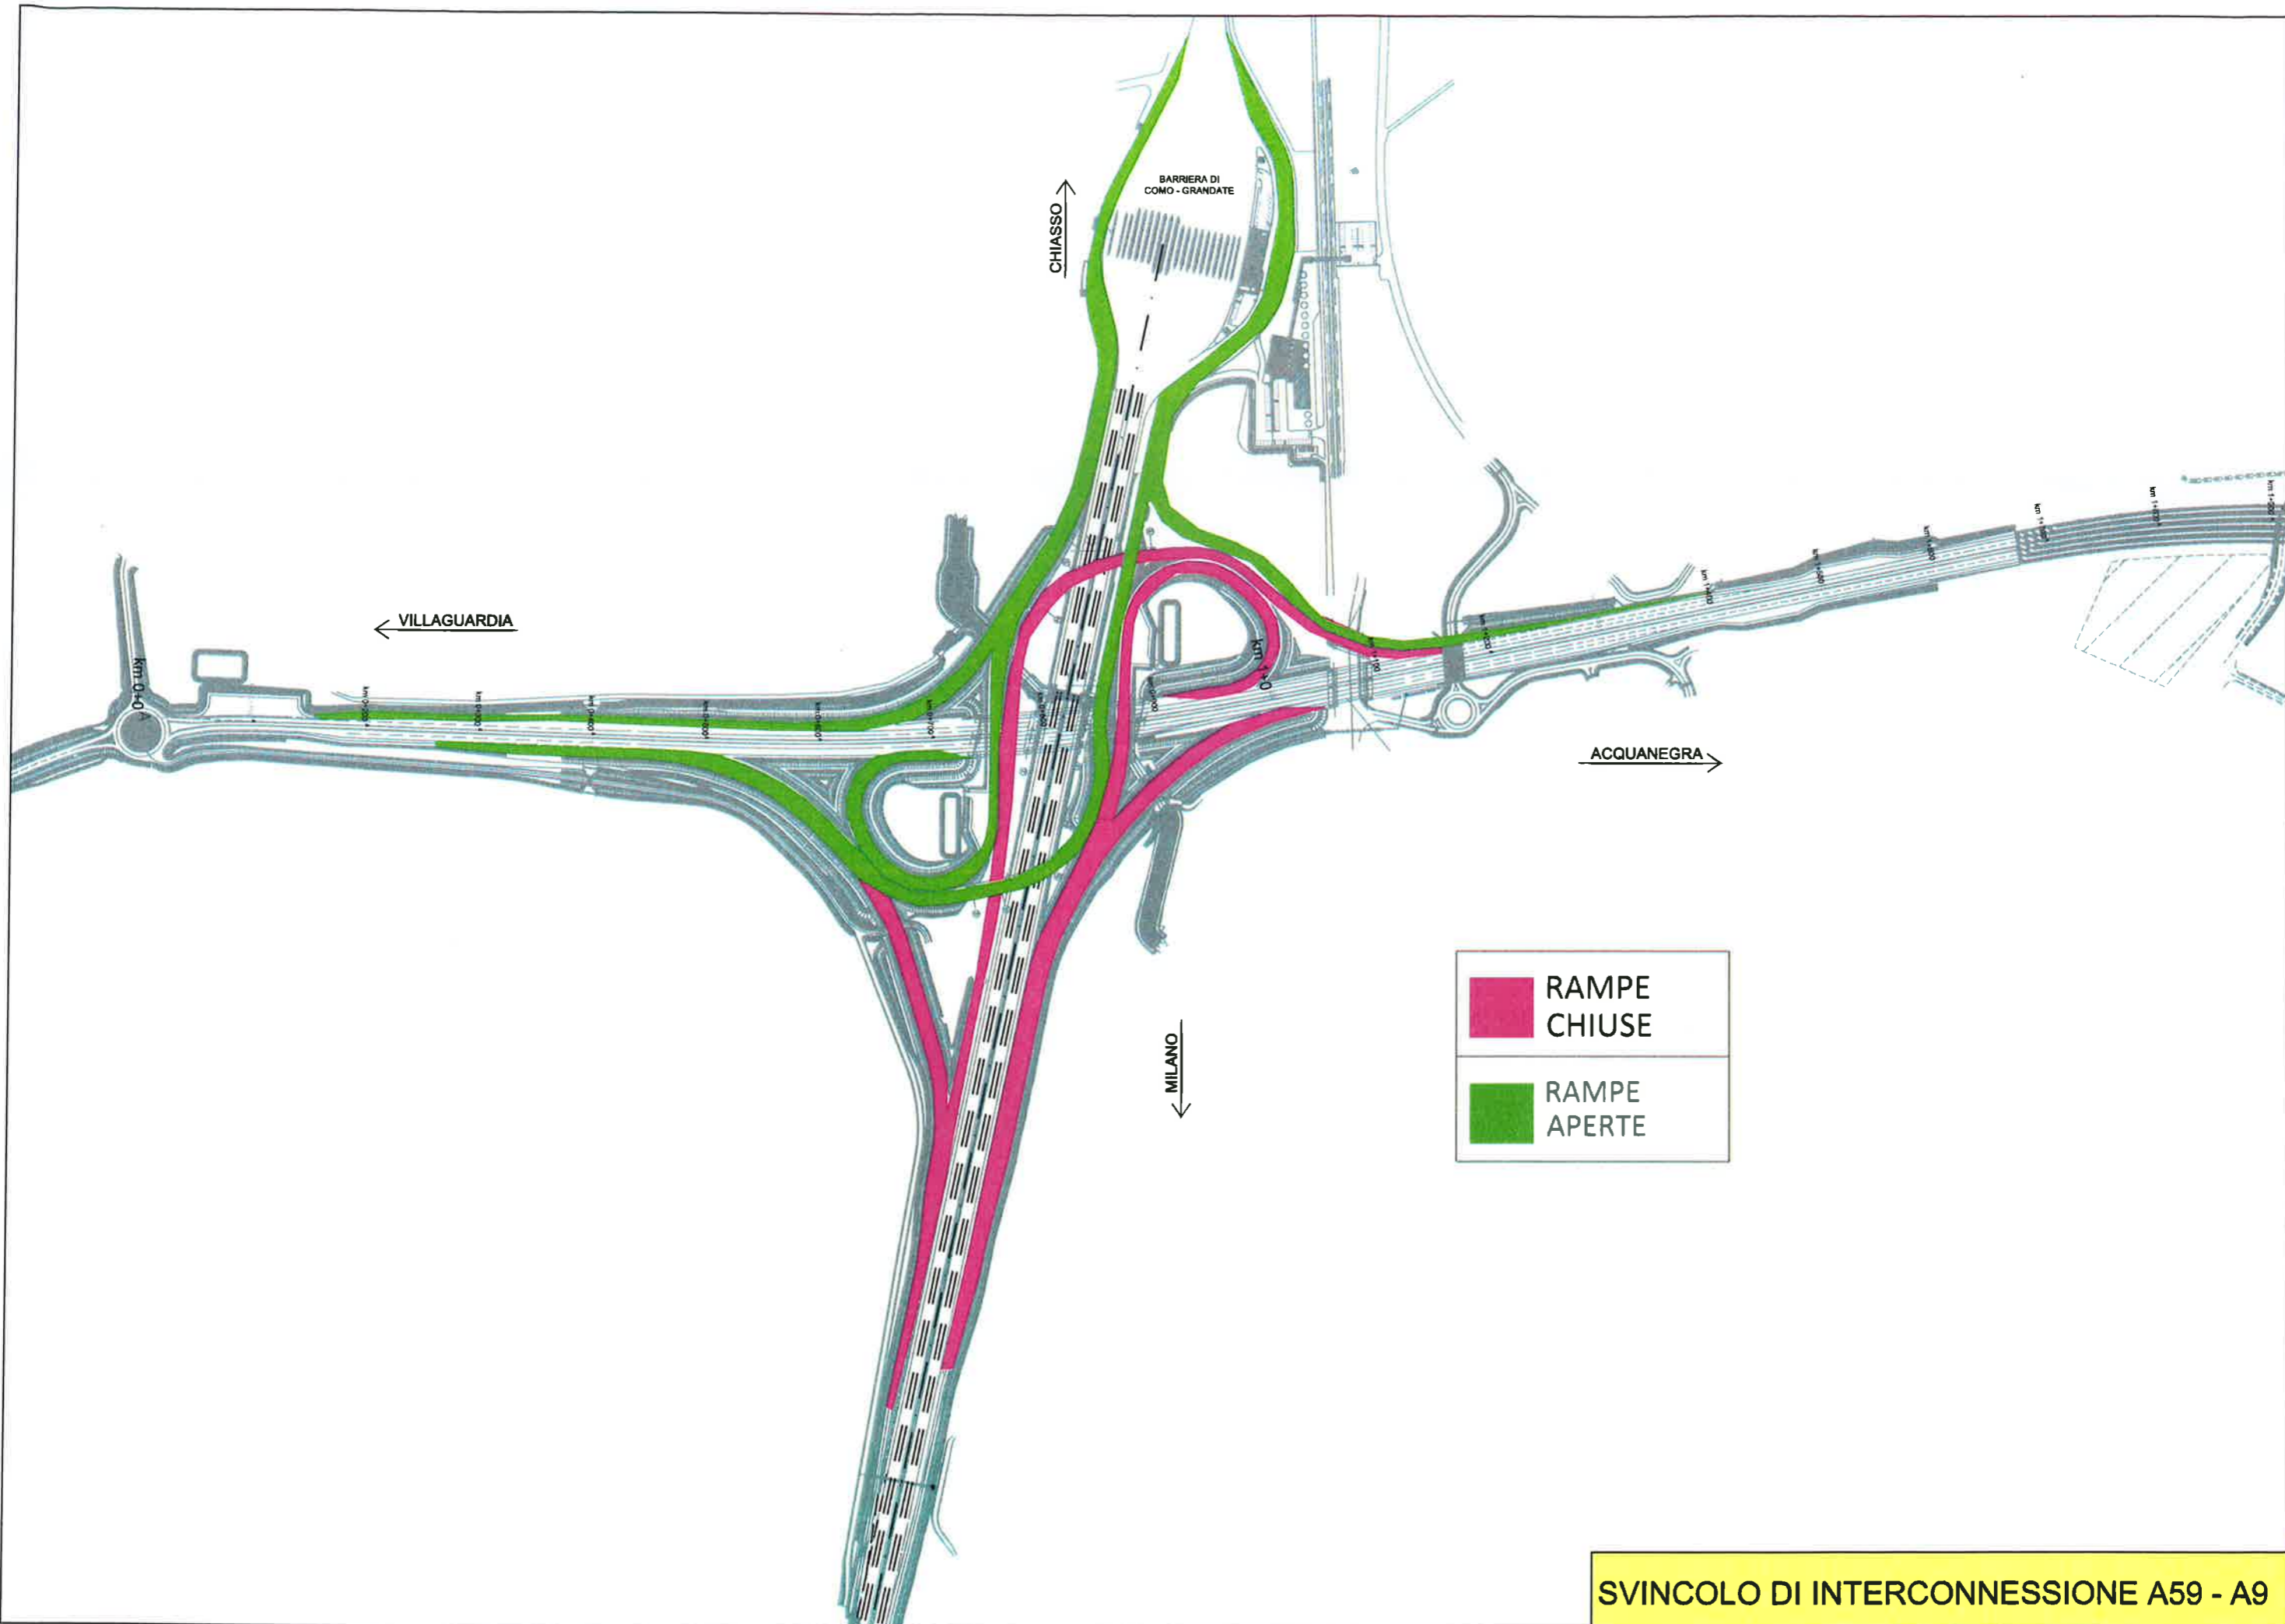 BARRIERA DI
COMO - GRANDATE
CHIASSO
VILLAGUARDIA
km 0+0
A
km 1+0
ACQUANEGRA
MILANO
RAMPE
CHIUSE
RAMPE
APERTE
SVINCOLO DI INTERCONNESSIONE A59 - A9